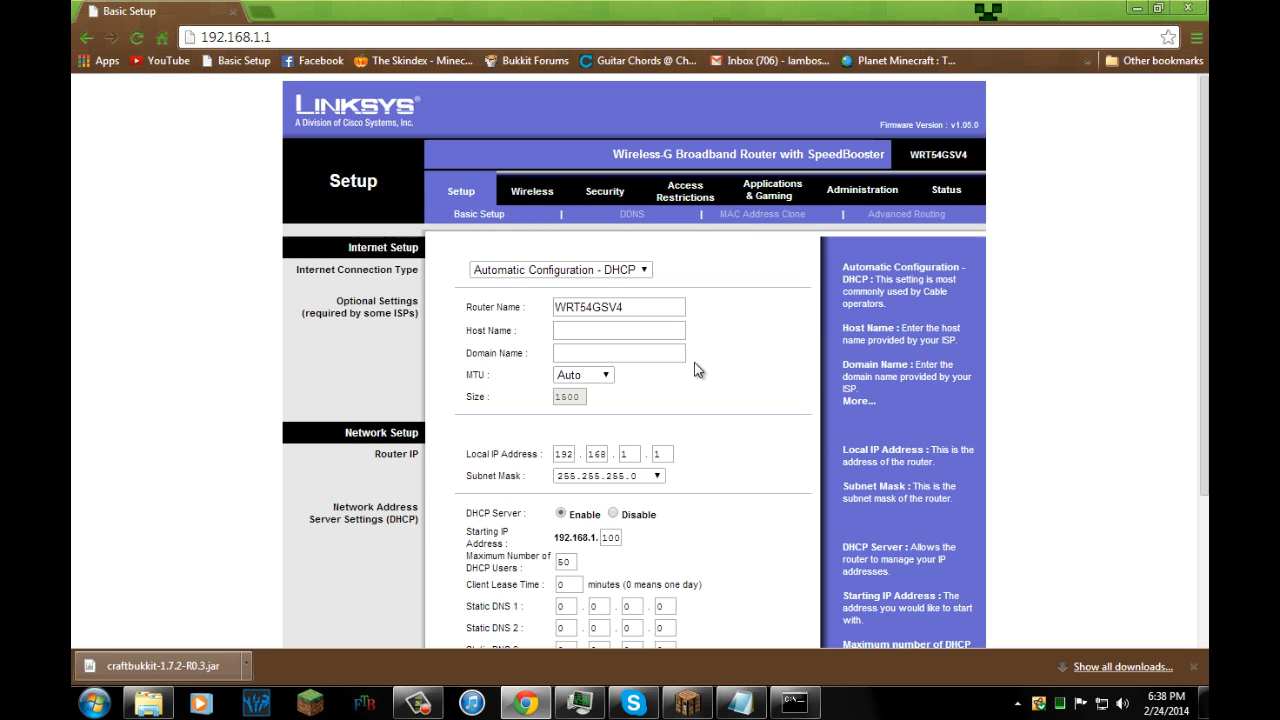 Basic Setup
192.168.1.1
Apps YouTube Basic Setup Facebook The Skindex - Minec... Bukkit Forums Guitar Chords @ Ch... Inbox (706) - lambos... Planet Minecraft : T... » Other bookmarks
LINKSYS®
A Division of Cisco Systems, Inc.
Firmware Version : v1.05.0
Wireless-G Broadband Router with SpeedBooster WRT54GSV4
Setup
Setup Wireless Security Access Restrictions Applications & Gaming Administration Status
Basic Setup | DDNS | MAC Address Clone | Advanced Routing
Internet Setup
Internet Connection Type
Automatic Configuration - DHCP
Optional Settings
(required by some ISPs)
Router Name : WRT54GSV4
Host Name :
Domain Name :
MTU : Auto
Size : 1500
Network Setup
Router IP
Local IP Address : 192 . 168 . 1 . 1
Subnet Mask : 255.255.255.0
Network Address
Server Settings (DHCP)
DHCP Server : Enable Disable
Starting IP
Address : 192.168.1. 100
Maximum Number of
DHCP Users : 50
Client Lease Time : 0 minutes (0 means one day)
Static DNS 1 : 0 . 0 . 0 . 0
Static DNS 2 : 0 . 0 . 0 . 0
Automatic Configuration -
DHCP : This setting is most
commonly used by Cable
operators.
Host Name : Enter the host
name provided by your ISP.
Domain Name : Enter the
domain name provided by your
ISP.
More...
Local IP Address : This is the
address of the router.
Subnet Mask : This is the
subnet mask of the router.
DHCP Server : Allows the
router to manage your IP
addresses.
Starting IP Address : The
address you would like to start
with.
Maximum number of DHCP
craftbukkit-1.7.2-R0.3.jar
Show all downloads...
FTB
6:38 PM
2/24/2014